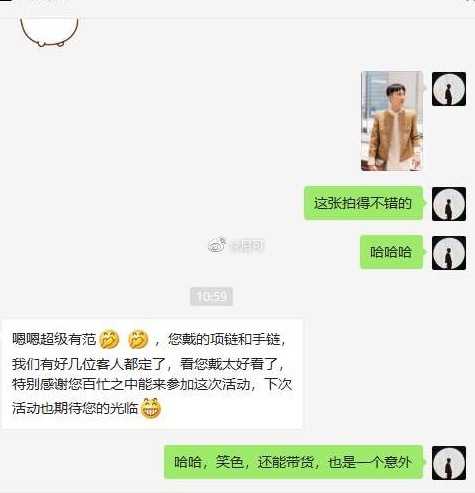 这张拍得不错的
哈哈哈
10:59
嗯嗯超级有范🤭🤭，您戴的项链和手链，
我们有好几位客人都定了，看您戴太好看了，
特别感谢您百忙之中能来参加这次活动，下次
活动也期待您的光临😁
哈哈，笑色，还能带货，也是一个意外